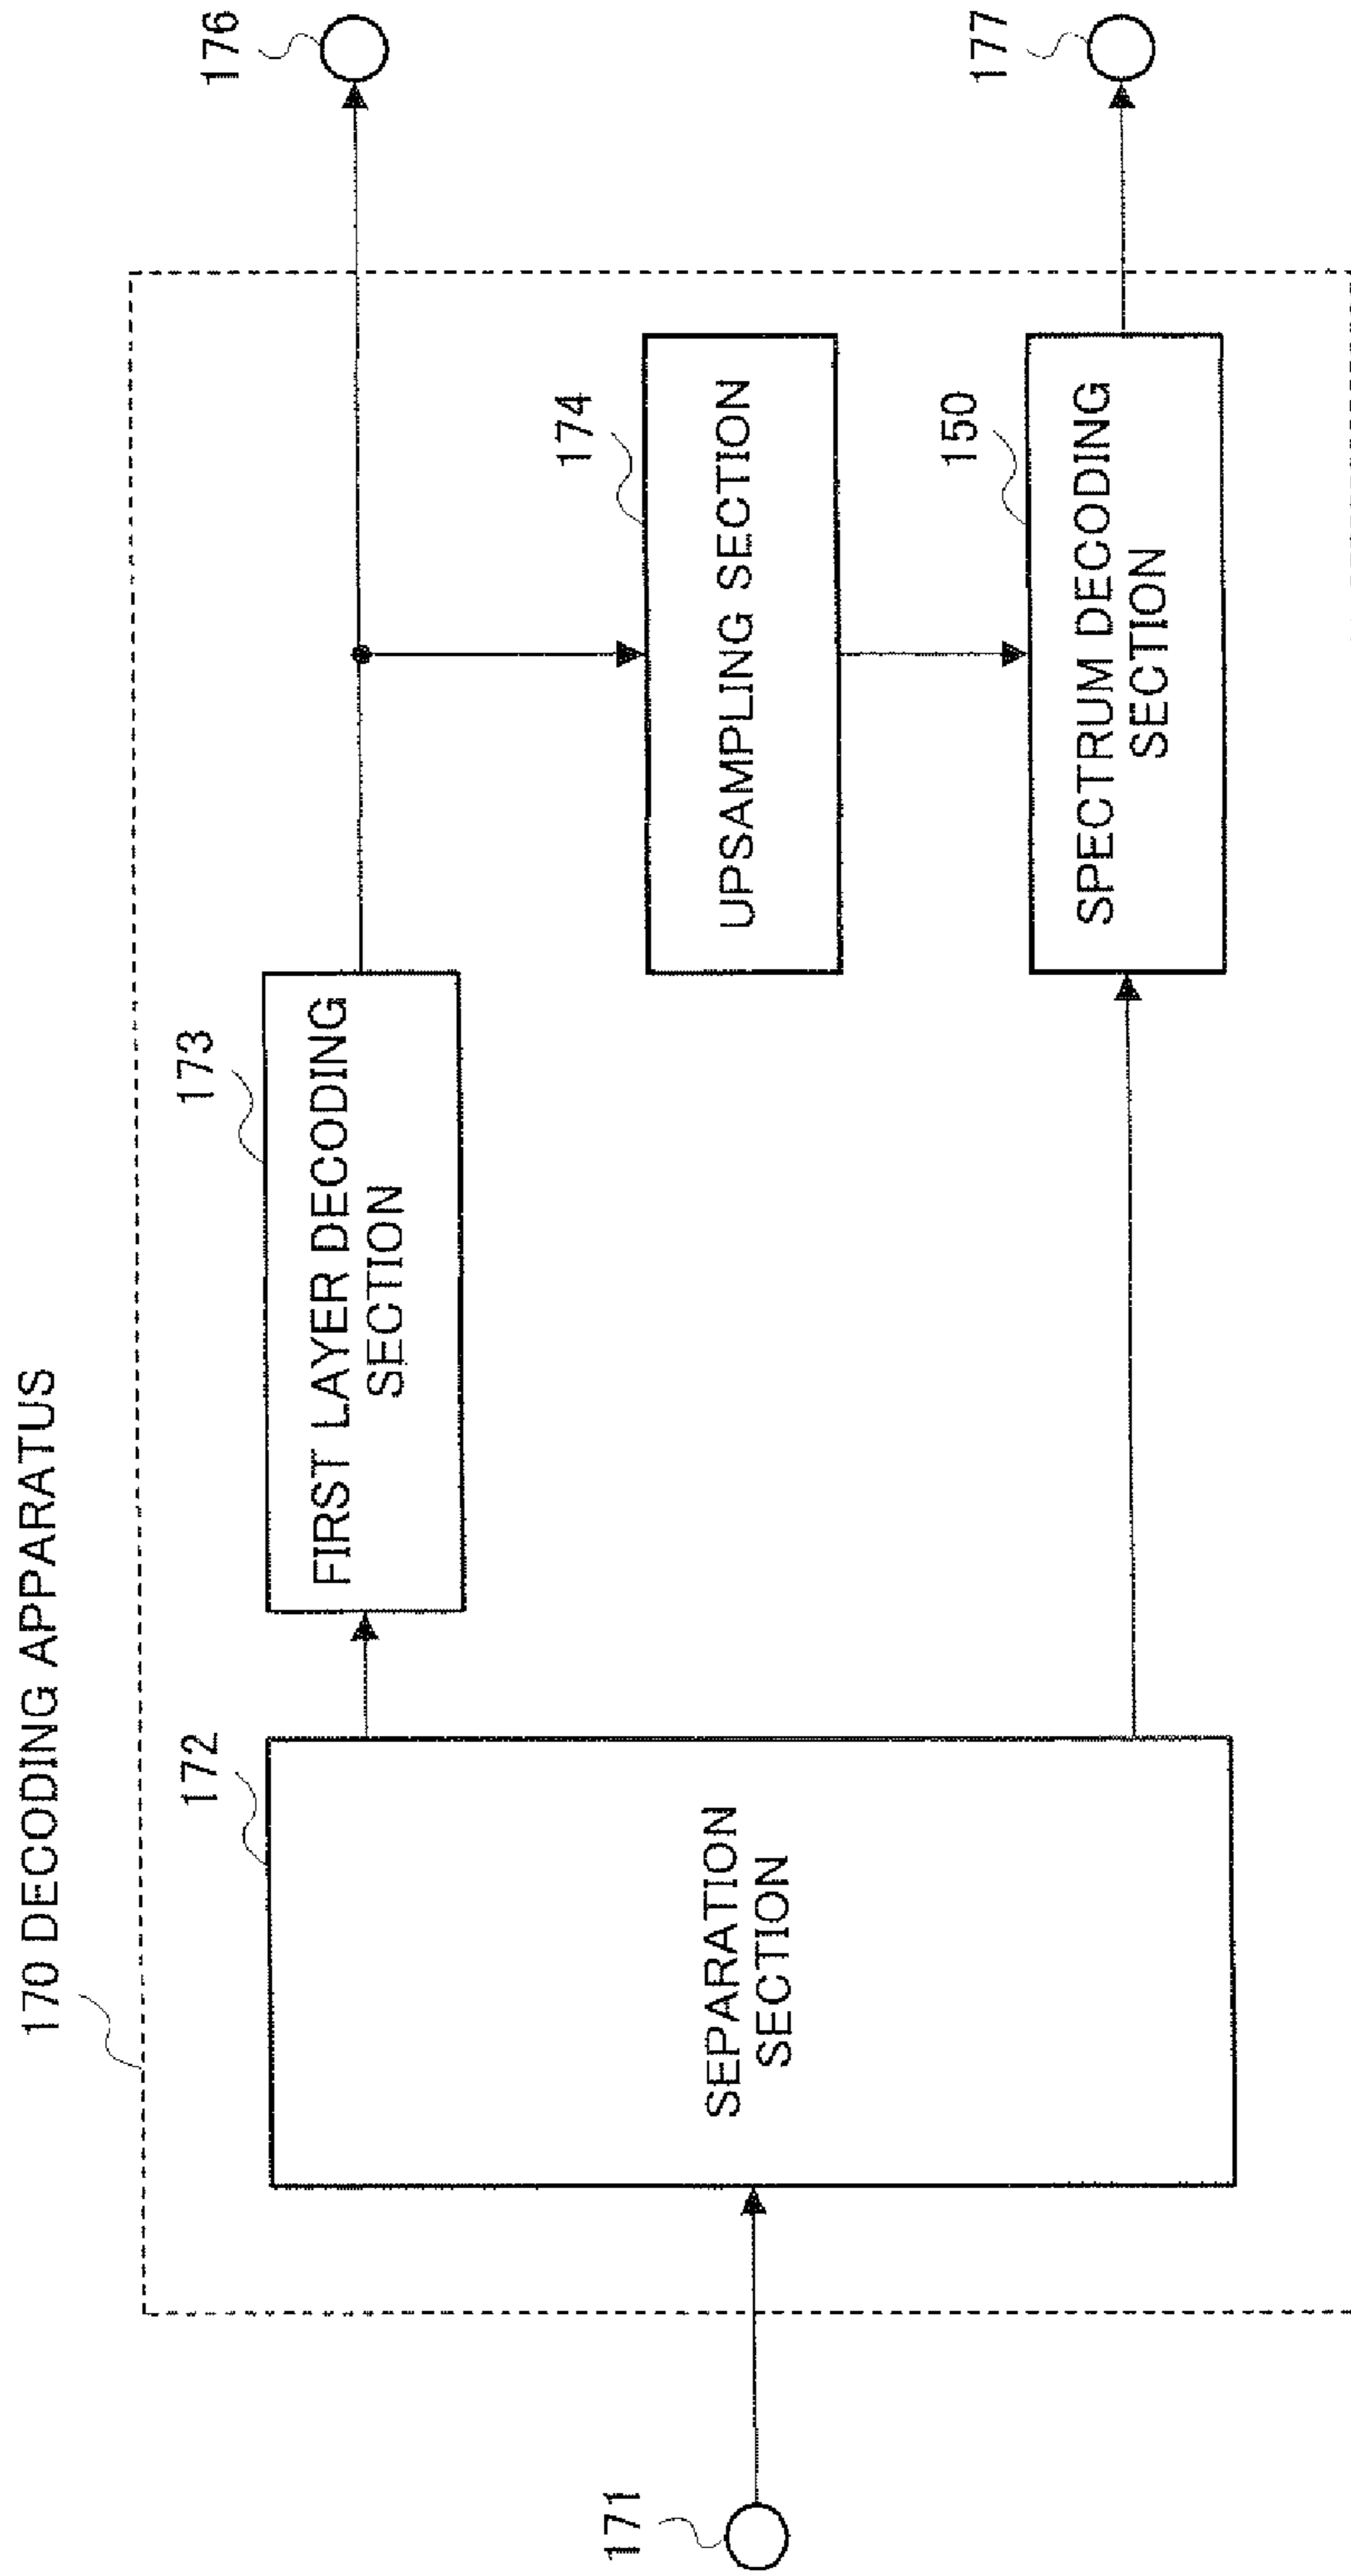 170 DECODING APPARATUS
172
173
176
FIRST LAYER DECODING
SECTION
174
UPSAMPLING SECTION
171
SEPARATION
SECTION
150
177
SPECTRUM DECODING
SECTION